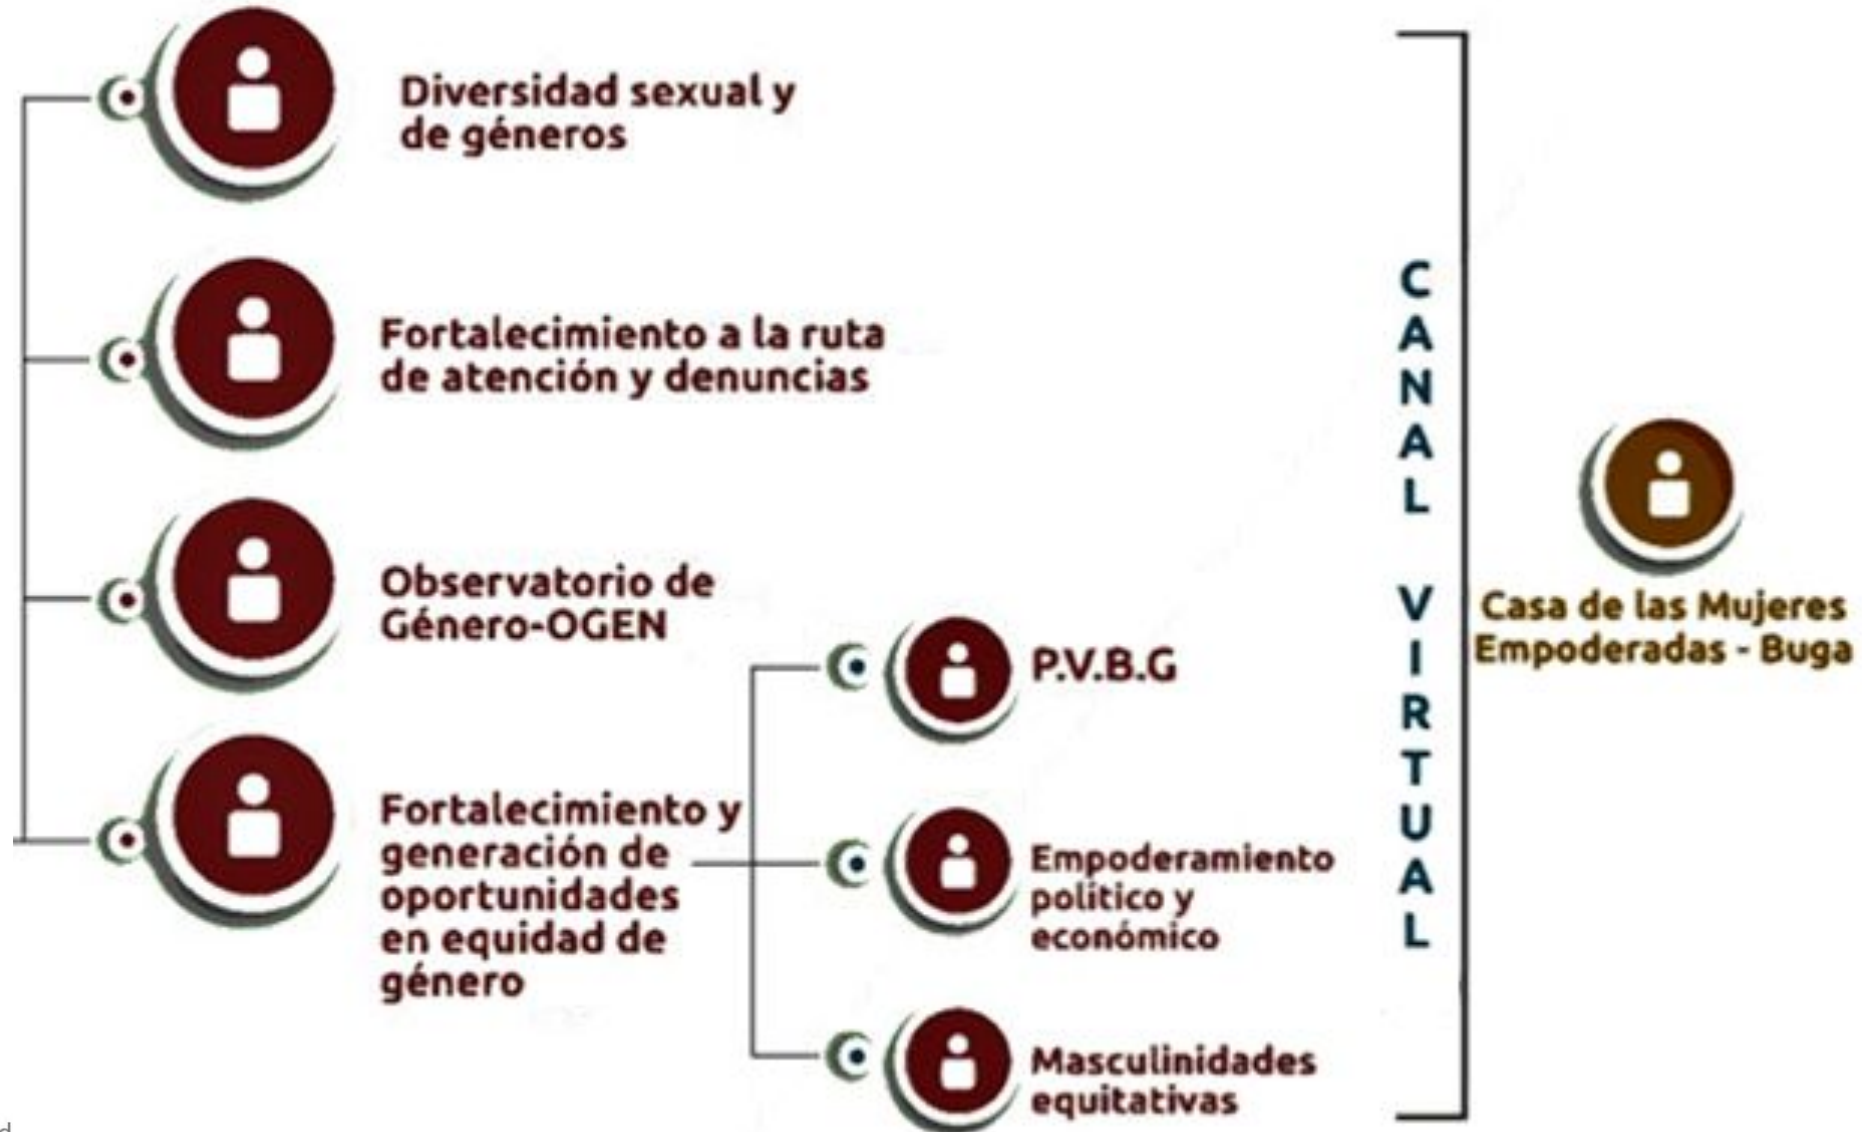 Diversidad sexual y
de géneros
Fortalecimiento a la ruta
de atención y denuncias
Observatorio de
Género-OGEN
Fortalecimiento y
generación de
oportunidades
en equidad de
género
P.V.B.G
Empoderamiento
político y
económico
Masculinidades
equitativas
CANAL VIRTUAL
Casa de las Mujeres
Empoderadas - Buga